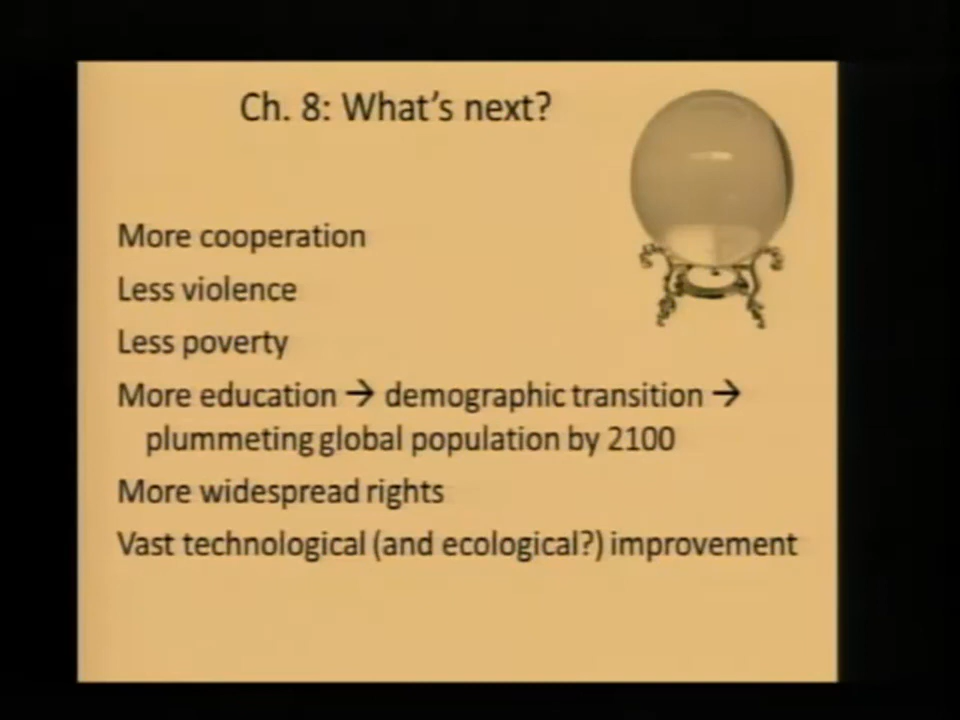 Ch. 8: What's next?
More cooperation
Less violence
Less poverty
More education → demographic transition →
plummeting global population by 2100
More widespread rights
Vast technological (and ecological?) improvement